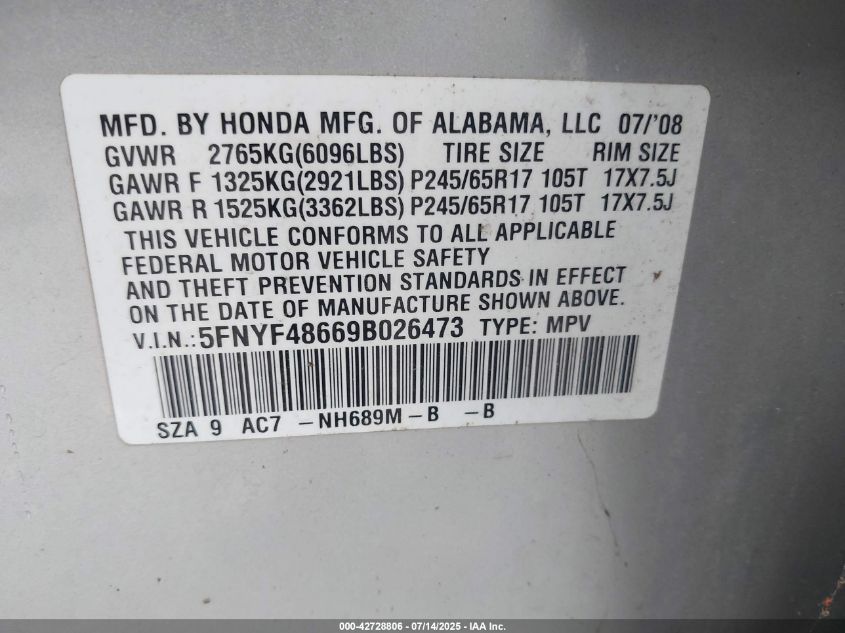 MFD. BY HONDA MFG. OF ALABAMA, LLC 07/'08
GVWR 2765KG(6096LBS) TIRE SIZE RIM SIZE
GAWR F 1325KG(2921LBS) P245/65R17 105T 17X7.5J
GAWR R 1525KG(3362LBS) P245/65R17 105T 17X7.5J
THIS VEHICLE CONFORMS TO ALL APPLICABLE
FEDERAL MOTOR VEHICLE SAFETY
AND THEFT PREVENTION STANDARDS IN EFFECT
ON THE DATE OF MANUFACTURE SHOWN ABOVE.
V.I.N.:5FNYF48669B026473 TYPE: MPV
SZA 9 AC7 -NH689M-B -B
000-42728806 - 07/14/2025 - IAA Inc.